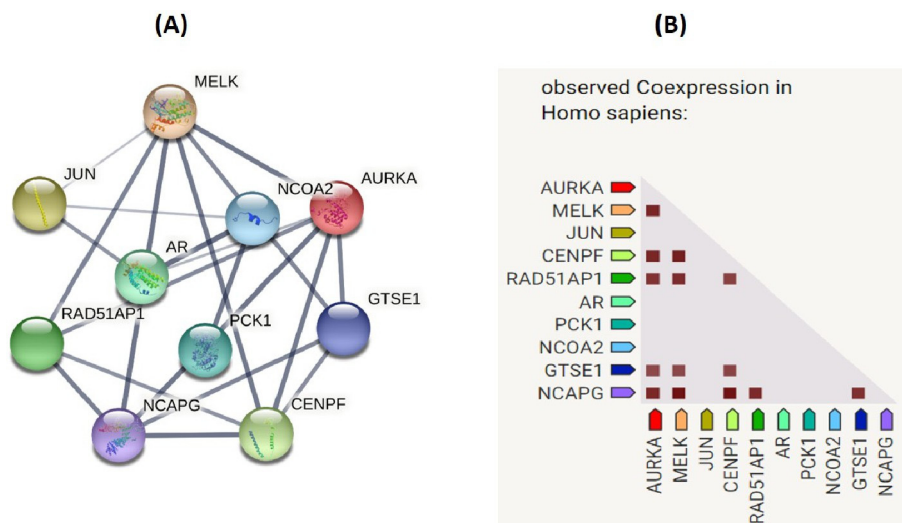 (A)
MELK
JUN
NCOA2
AURKA
AR
RAD51AP1
PCK1
GTSE1
NCAPG
CENPF
(B)
observed Coexpression in
Homo sapiens:
AURKA
MELK
JUN
CENPF
RAD51AP1
AR
PCK1
NCOA2
GTSE1
NCAPG
AURKA
MELK
JUN
CENPF
RAD51AP1
AR
PCK1
NCOA2
GTSE1
NCAPG